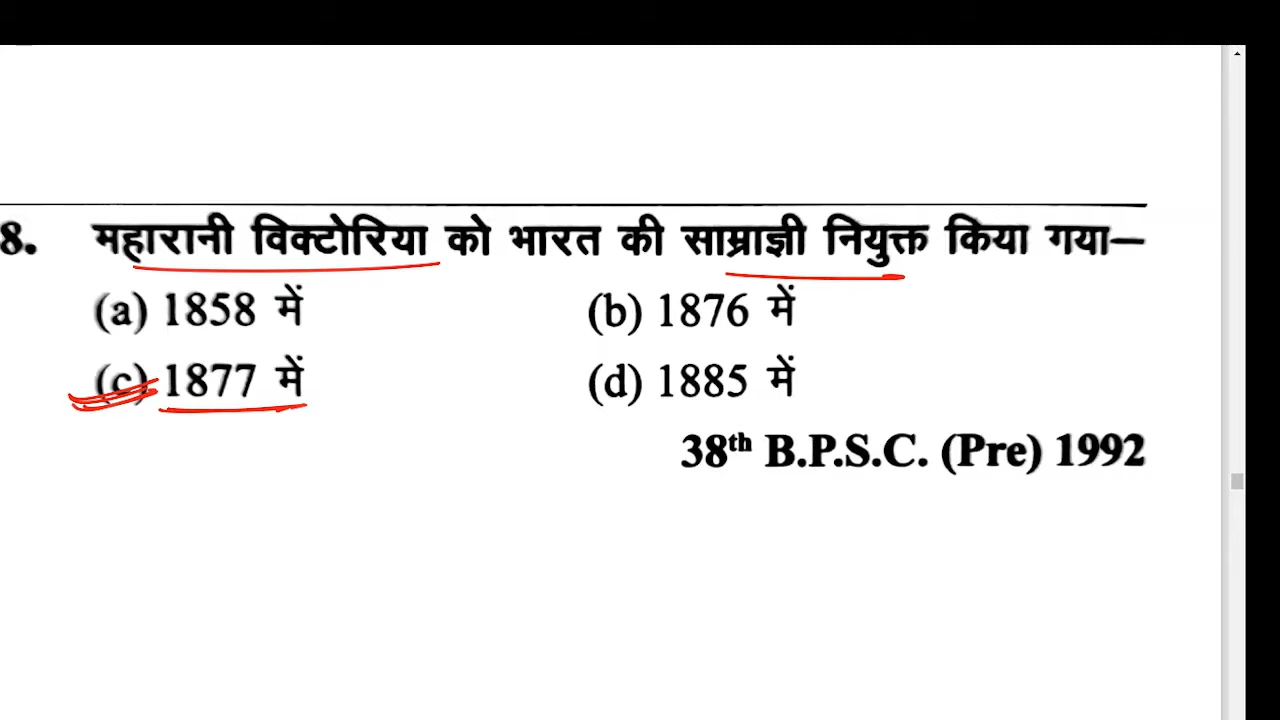 8. महारानी विक्टोरिया को भारत की साम्राज्ञी नियुक्त किया गया—
(a) 1858 में (b) 1876 में
(c) 1877 में (d) 1885 में
38th B.P.S.C. (Pre) 1992